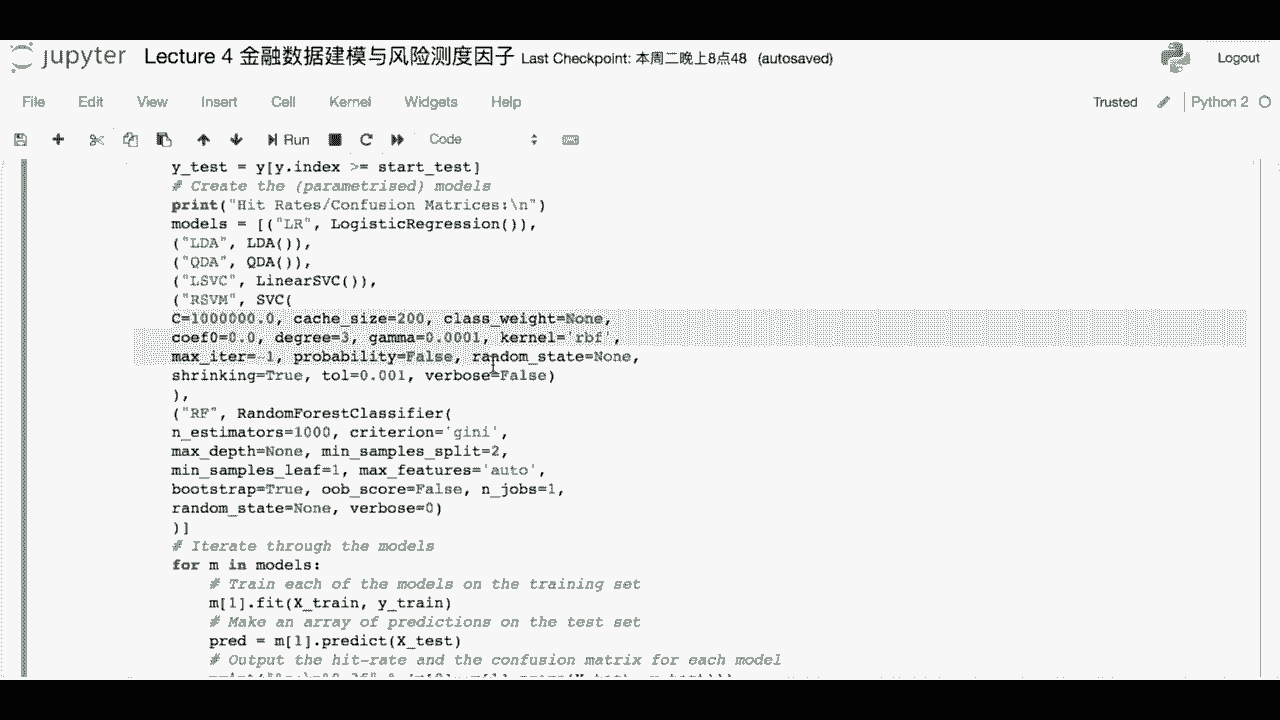 jupyter Lecture 4 金融数据建模与风险测度因子 Last Checkpoint: 本周二晚上8点48 (autosaved)
Logout
File Edit View Insert Cell Kernel Widgets Help
Trusted Python 2
Run Code
y_test = y[y.index >= start_test]
# Create the (parametrised) models
print("Hit Rates/Confusion Matrices:\n")
models = [("LR", LogisticRegression()),
("LDA", LDA()),
("QDA", QDA()),
("LSVC", LinearSVC()),
("RSVM", SVC(
C=1000000.0, cache_size=200, class_weight=None,
coef0=0.0, degree=3, gamma=0.0001, kernel='rbf',
max_iter=-1, probability=False, random_state=None,
shrinking=True, tol=0.001, verbose=False)
),
("RF", RandomForestClassifier(
n_estimators=1000, criterion='gini',
max_depth=None, min_samples_split=2,
min_samples_leaf=1, max_features='auto',
bootstrap=True, oob_score=False, n_jobs=1,
random_state=None, verbose=0)
)]
# Iterate through the models
for m in models:
# Train each of the models on the training set
m[1].fit(X_train, y_train)
# Make an array of predictions on the test set
pred = m[1].predict(X_test)
# Output the hit-rate and the confusion matrix for each model